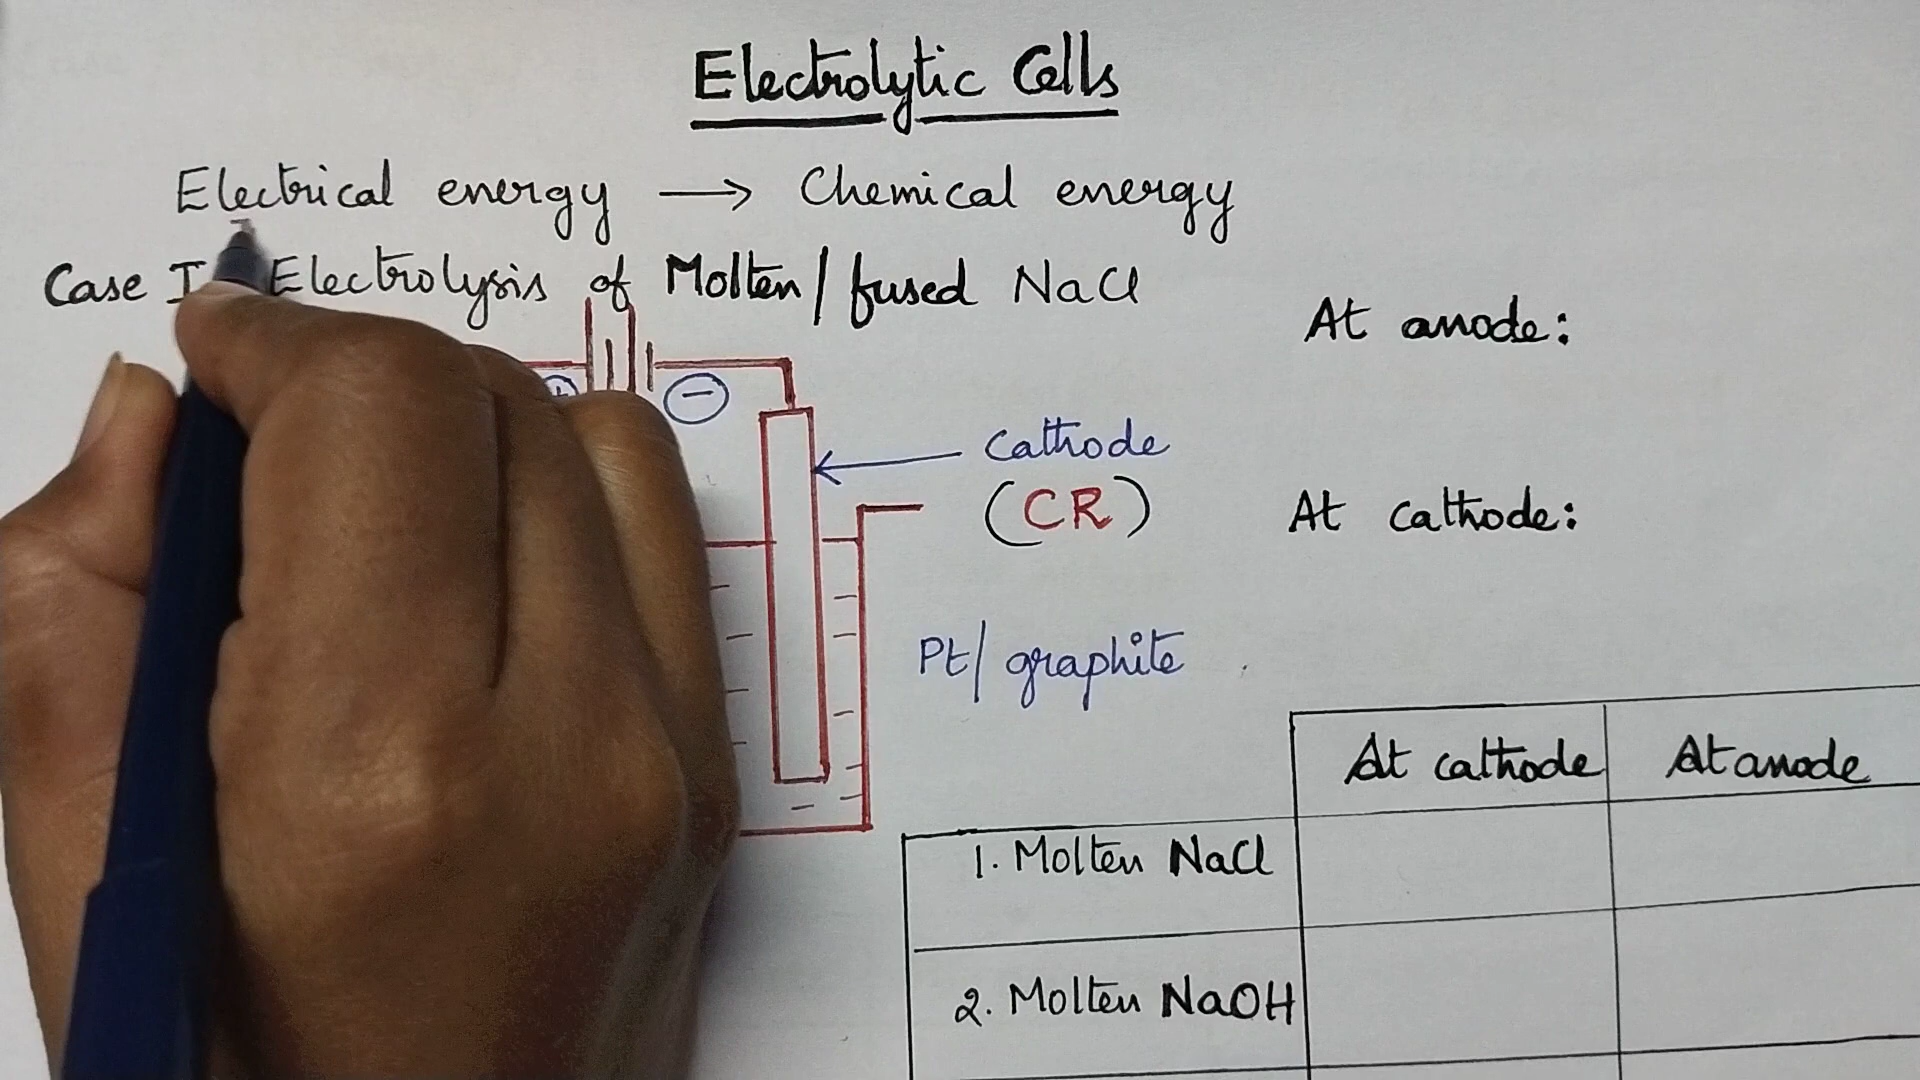 Electrolytic Cells
Electrical energy → Chemical energy
Case I Electrolysis of Molten/fused NaCl
At anode:
+
−
Cathode
(CR)
At cathode:
Pt/graphite
At cathode At anode
1. Molten NaCl
2. Molten NaOH